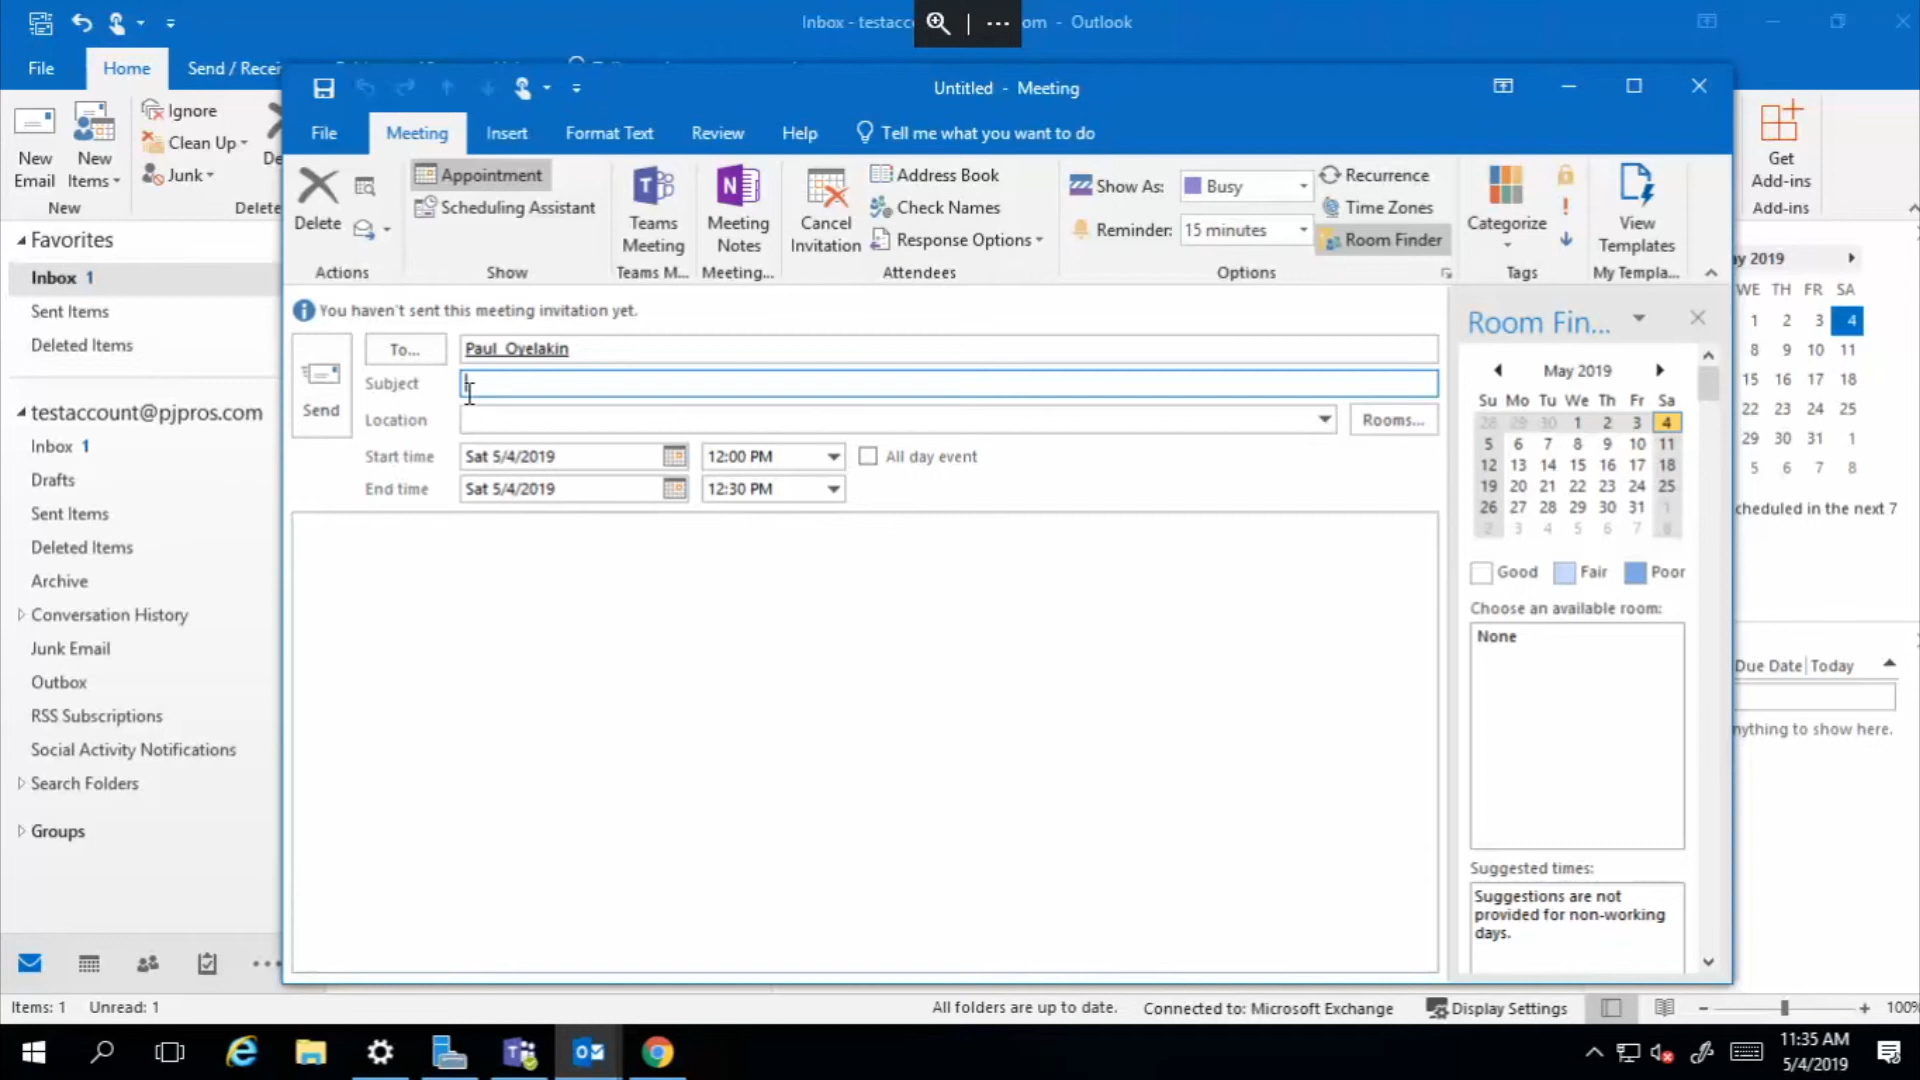 Inbox - testacc
om - Outlook
File
Home
Send / Recei
Untitled - Meeting
New Email
New Items
Ignore
Clean Up
Junk
De
New
Delete
File
Meeting
Insert
Format Text
Review
Help
Tell me what you want to do
Delete
Actions
Appointment
Scheduling Assistant
Show
Teams Meeting
Teams M...
Meeting Notes
Meeting...
Cancel Invitation
Address Book
Check Names
Response Options
Attendees
Show As:
Busy
Reminder:
15 minutes
Recurrence
Time Zones
Room Finder
Options
Categorize
Tags
View Templates
My Templa...
Get Add-ins
Add-ins
Favorites
Inbox 1
Sent Items
Deleted Items
testaccount@pjpros.com
Inbox 1
Drafts
Sent Items
Deleted Items
Archive
Conversation History
Junk Email
Outbox
RSS Subscriptions
Social Activity Notifications
Search Folders
Groups
You haven't sent this meeting invitation yet.
Send
To...
Paul Oyelakin
Subject
Location
Rooms...
Start time
Sat 5/4/2019
12:00 PM
All day event
End time
Sat 5/4/2019
12:30 PM
Room Fin...
May 2019
Su Mo Tu We Th Fr Sa
28 29 30 1 2 3 4
5 6 7 8 9 10 11
12 13 14 15 16 17 18
19 20 21 22 23 24 25
26 27 28 29 30 31 1
2 3 4 5 6 7 8
Good
Fair
Poor
Choose an available room:
None
Suggested times:
Suggestions are not
provided for non-working
days.
y 2019
WE TH FR SA
1 2 3 4
8 9 10 11
15 16 17 18
22 23 24 25
29 30 31 1
5 6 7 8
cheduled in the next 7
Due Date Today
nything to show here.
Items: 1
Unread: 1
All folders are up to date.
Connected to: Microsoft Exchange
Display Settings
100%
11:35 AM
5/4/2019